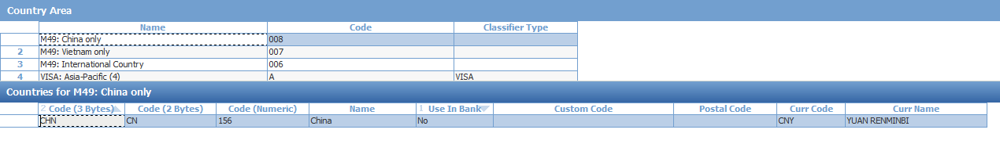 Country Area
Name Code Classifier Type
M49: China only 008
2 M49: Vietnam only 007
3 M49: International Country 006
4 VISA: Asia-Pacific (4) A VISA
Countries for M49: China only
2 Code (3 Bytes) Code (2 Bytes) Code (Numeric) Name 1 Use In Bank Custom Code Postal Code Curr Code Curr Name
CHN CN 156 China No CNY YUAN RENMINBI